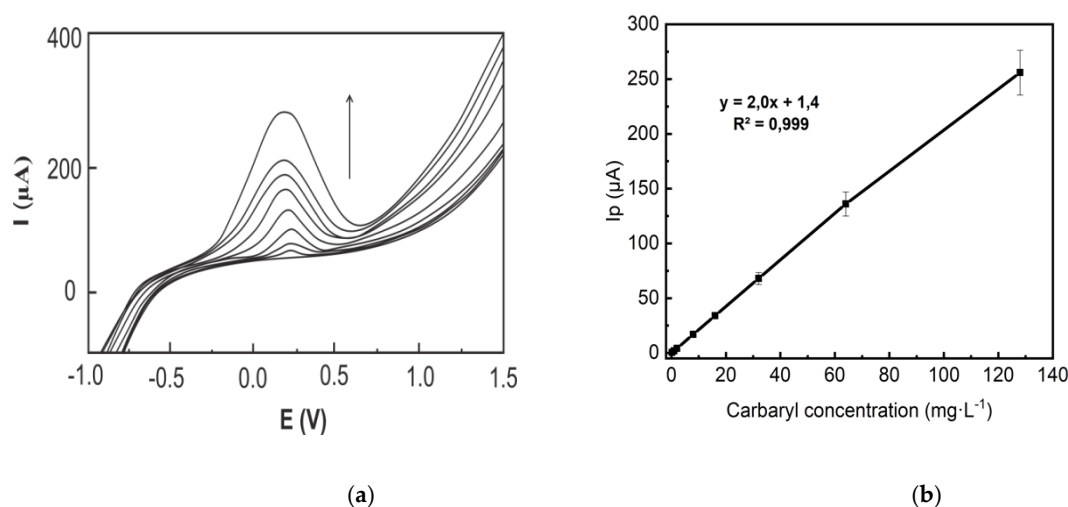 400
200
0
I (µA)
-1.0 -0.5 0.0 0.5 1.0 1.5
E (V)
(a)
300
250
200
150
100
50
0
Ip (µA)
y = 2,0x + 1,4
R² = 0,999
0 20 40 60 80 100 120 140
Carbaryl concentration (mg·L⁻¹)
(b)